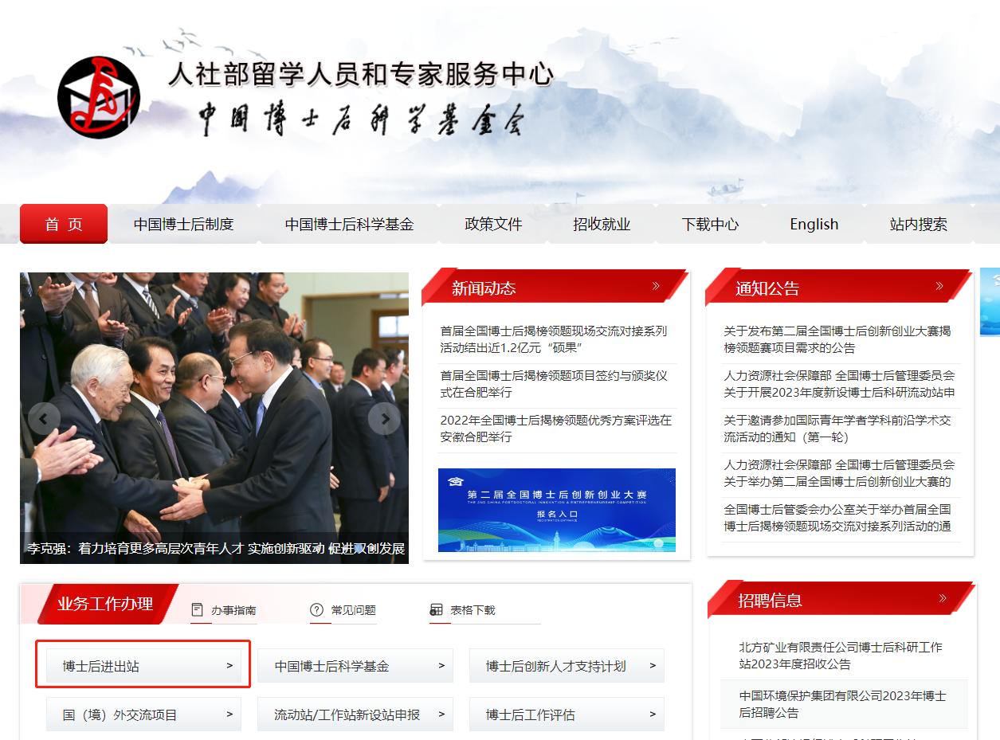 人社部留学人员和专家服务中心
中国博士后科学基金会
首 页
中国博士后制度
中国博士后科学基金
政策文件
招收就业
下载中心
English
站内搜索
李克强：着力培育更多高层次青年人才 实施创新驱动 促进双创发展
新闻动态
首届全国博士后揭榜领题现场交流对接系列
活动结出近1.2亿元“硕果”
首届全国博士后揭榜领题项目签约与颁奖仪
式在合肥举行
2022年全国博士后揭榜领题优秀方案评选在
安徽合肥举行
第二届全国博士后创新创业大赛
THE 2ND CHINA POSTDOCTORAL INNOVATION & ENTREPRENEURSHIP COMPETITION
报名入口
REGISTRATION ENTRANCE
通知公告
关于发布第二届全国博士后创新创业大赛揭
榜领题赛项目需求的公告
人力资源社会保障部 全国博士后管理委员会
关于开展2023年度新设博士后科研流动站申
关于邀请参加国际青年学者学科前沿学术交
流活动的通知（第一轮）
人力资源社会保障部 全国博士后管理委员会
关于举办第二届全国博士后创新创业大赛的
全国博士后管委会办公室关于举办首届全国
博士后揭榜领题现场交流对接系列活动的通
业务工作办理
办事指南
常见问题
表格下载
博士后进出站 >
中国博士后科学基金 >
博士后创新人才支持计划 >
国（境）外交流项目 >
流动站/工作站新设站申报 >
博士后工作评估 >
招聘信息
北方矿业有限责任公司博士后科研工作
站2023年度招收公告
中国环境保护集团有限公司2023年博士
后招聘公告